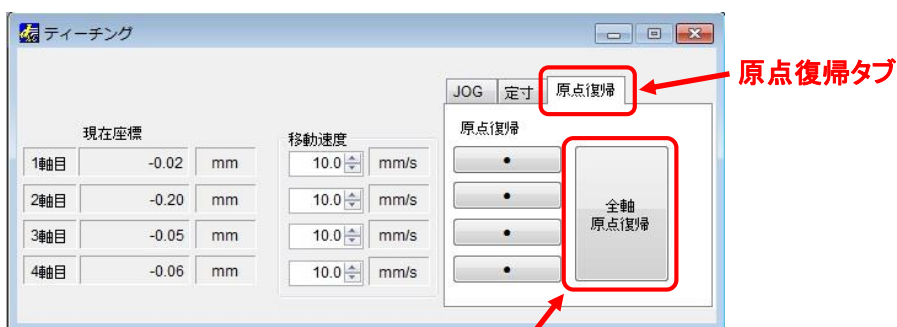 ティーチング
原点復帰タブ
JOG 定寸 原点復帰
現在座標
移動速度
原点復帰
1軸目 -0.02 mm 10.0 mm/s ●
2軸目 -0.20 mm 10.0 mm/s ●
3軸目 -0.05 mm 10.0 mm/s ●
4軸目 -0.06 mm 10.0 mm/s ●
全軸
原点復帰